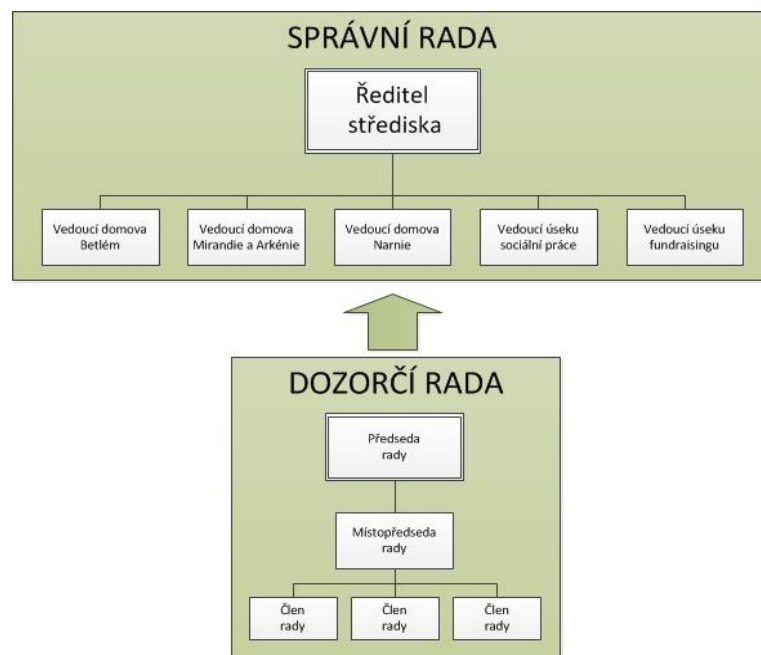 SPRÁVNÍ RADA
Ředitel
střediska
Vedoucí domova
Betlém
Vedoucí domova
Mirandie a Arkénie
Vedoucí domova
Narnie
Vedoucí úseku
sociální práce
Vedoucí úseku
fundraisingu
DOZORČÍ RADA
Předseda
rady
Místopředseda
rady
Člen
rady
Člen
rady
Člen
rady